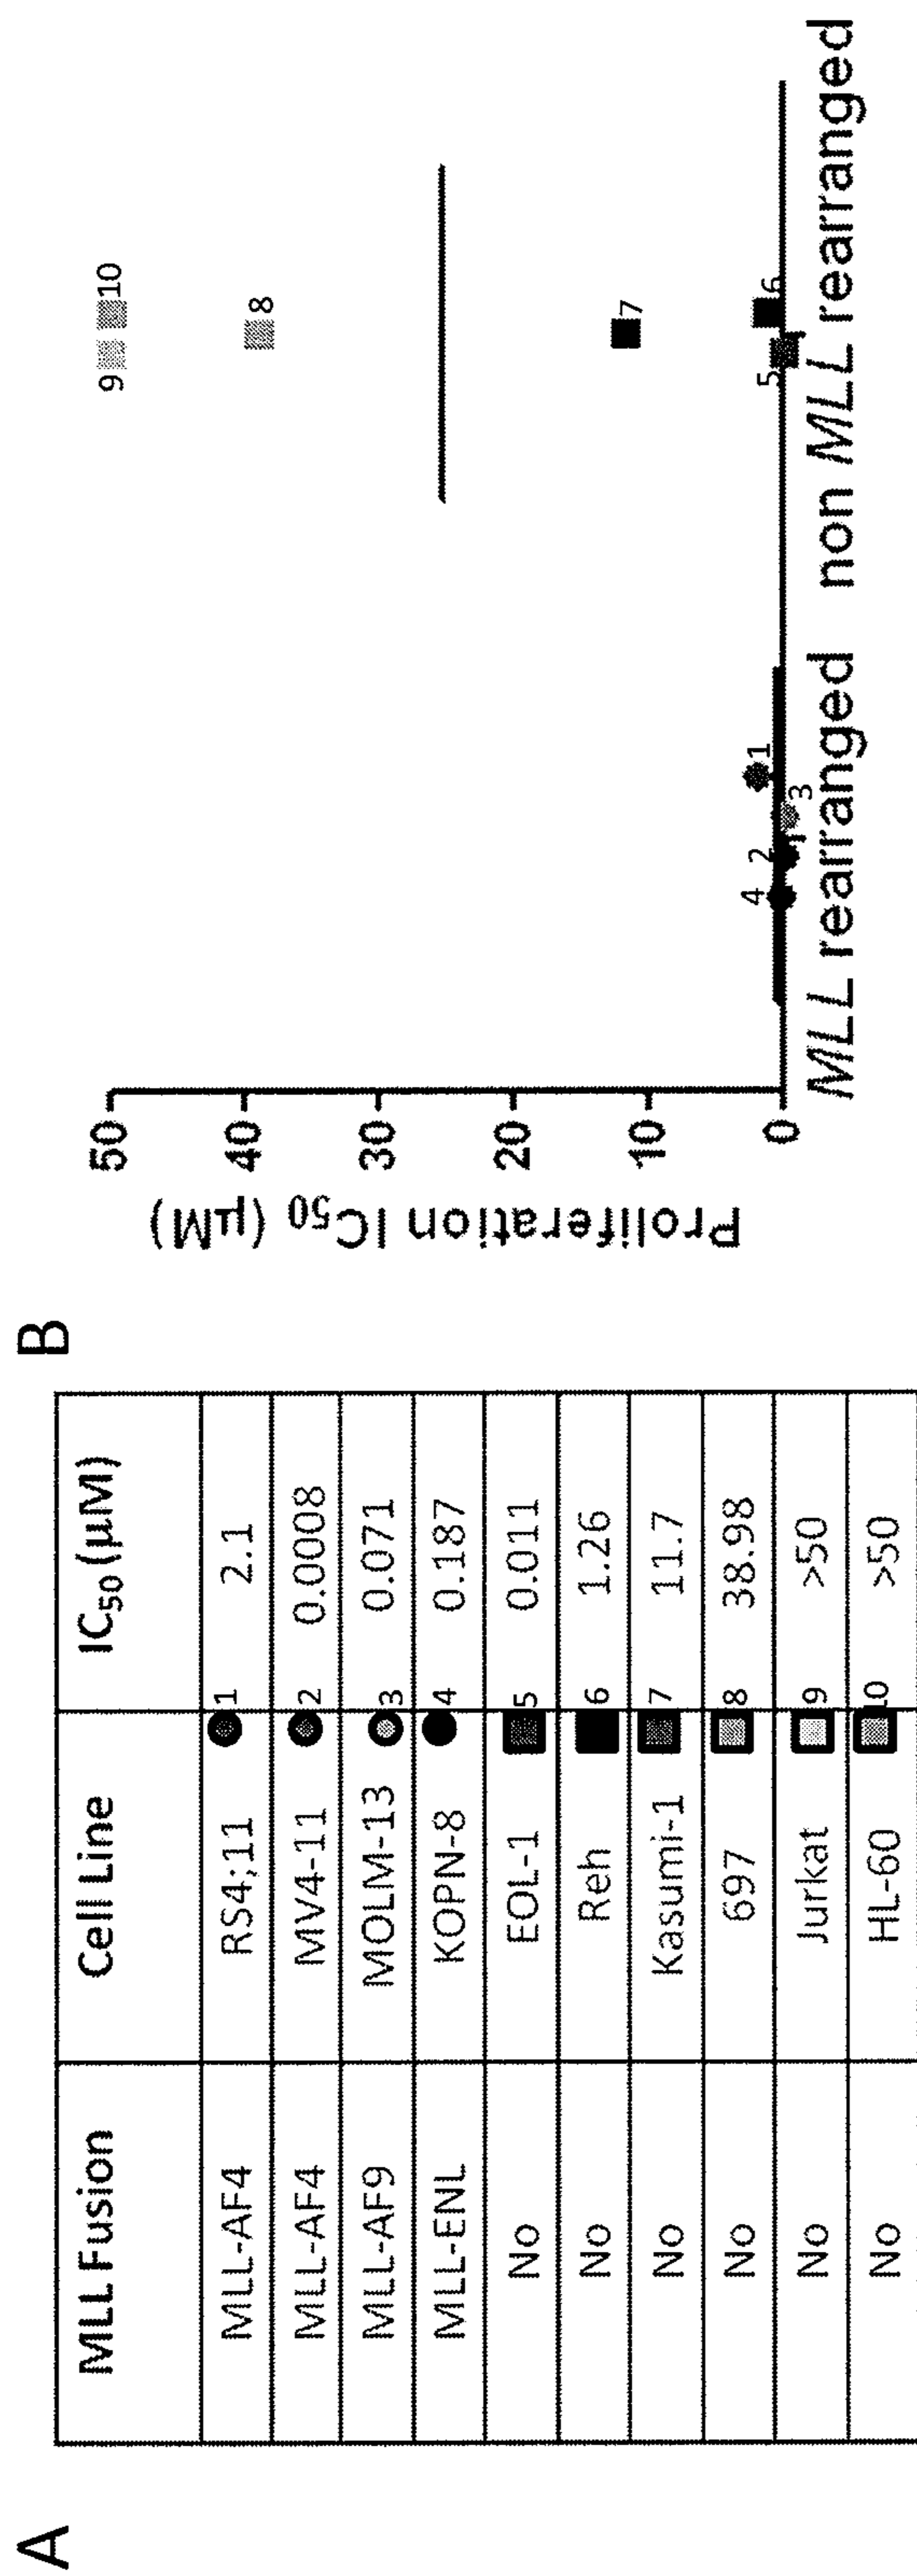 A
MLL Fusion Cell Line IC50 (μM)
MLL-AF4 RS4;11 1 2.1
MLL-AF4 MV4-11 2 0.0008
MLL-AF9 MOLM-13 3 0.071
MLL-ENL KOPN-8 4 0.187
No EOL-1 5 0.011
No Reh 6 1.26
No Kasumi-1 7 11.7
No 697 8 38.98
No Jurkat 9 >50
No HL-60 10 >50
B
Proliferation IC50 (μM)
50
40
30
20
10
0
9 10
8
7
5 6
4 2 3 1
MLL rearranged non MLL rearranged